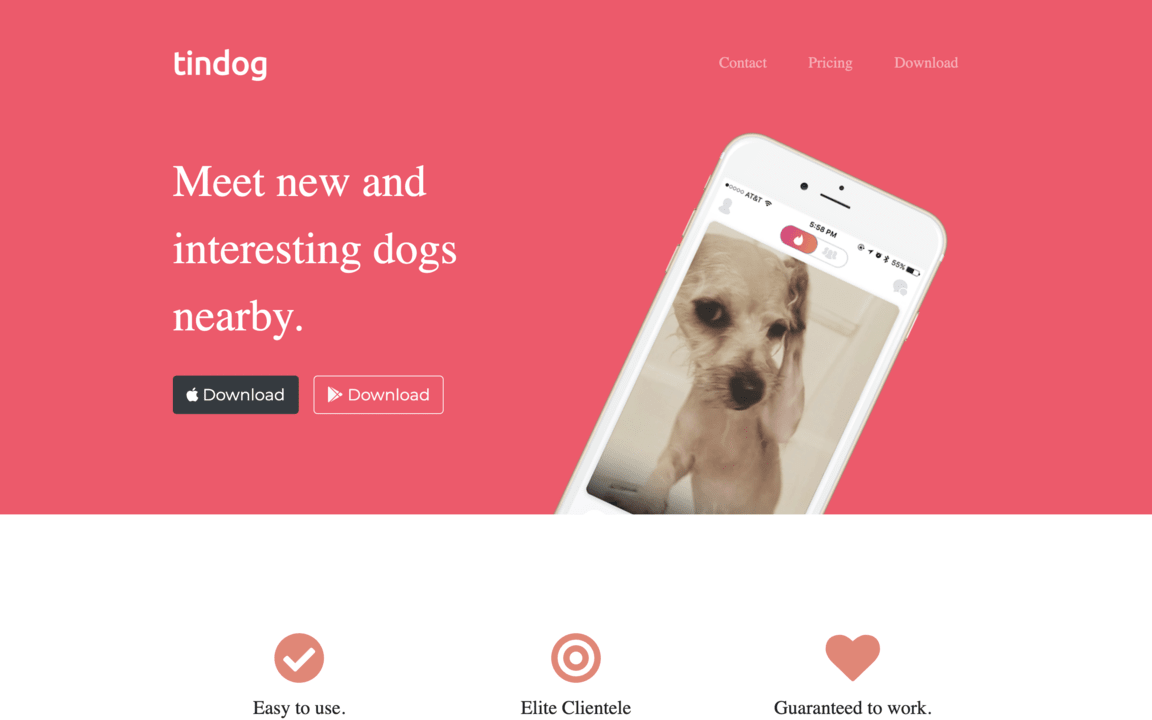 tindog
Contact Pricing Download
Meet new and
interesting dogs
nearby.
Download Download
AT&T 5:58 PM 55%
Easy to use. Elite Clientele Guaranteed to work.